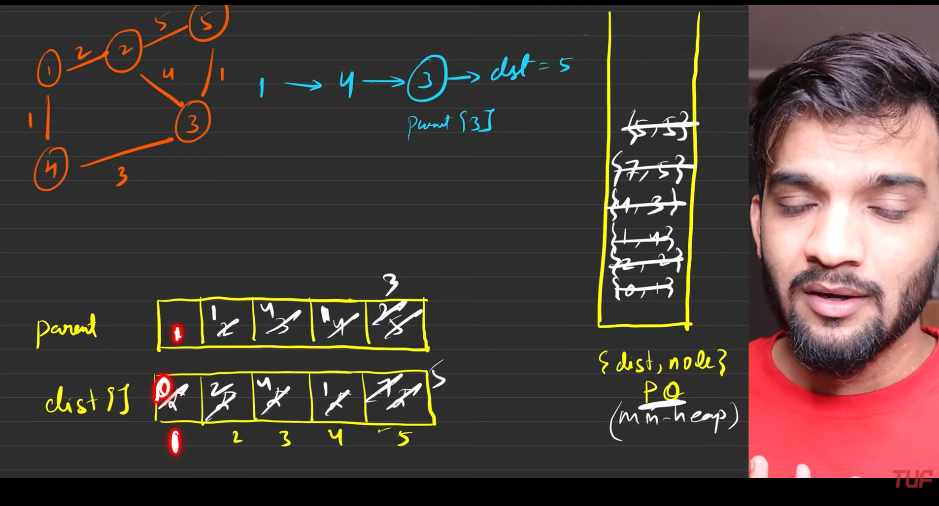 5
5
2
2
1
4
1
1
3
4
3
1 → 4 → 3 → dst = 5
parent [3]
{5, 5}
{7, 5}
{4, 3}
{1, 4}
{2, 2}
{0, 1}
3
parent 1 1 2 4 3 1 4 2 5
dist [] 0 2 4 1 5
1 2 3 4 5
{dist, node}
PQ
(min-heap)
TUF